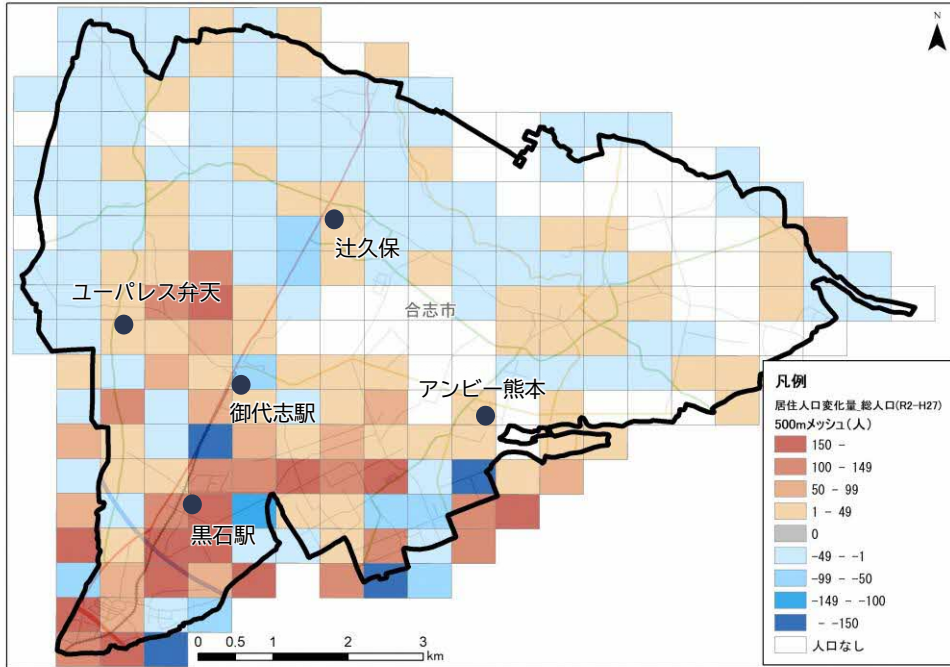 N
辻久保
ユーパレス弁天
合志市
アンビー熊本
御代志駅
黒石駅
凡例
居住人口変化量_総人口(R2-H27)
500mメッシュ(人)
150 -
100 - 149
50 - 99
1 - 49
0
-49 - -1
-99 - -50
-149 - -100
- -150
人口なし
0 0.5 1 2 3
km